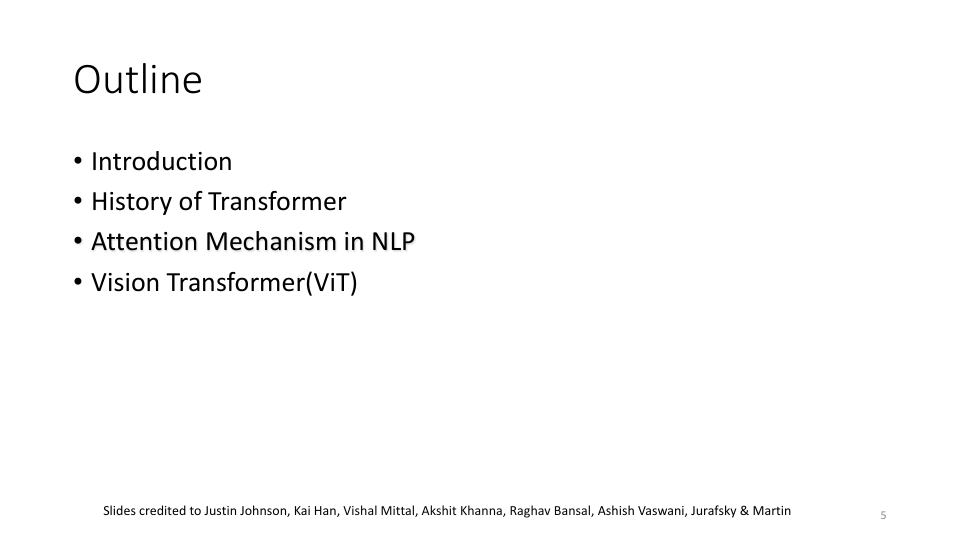 Outline
• Introduction
• History of Transformer
• Attention Mechanism in NLP
• Vision Transformer(ViT)
Slides credited to Justin Johnson, Kai Han, Vishal Mittal, Akshit Khanna, Raghav Bansal, Ashish Vaswani, Jurafsky & Martin
5